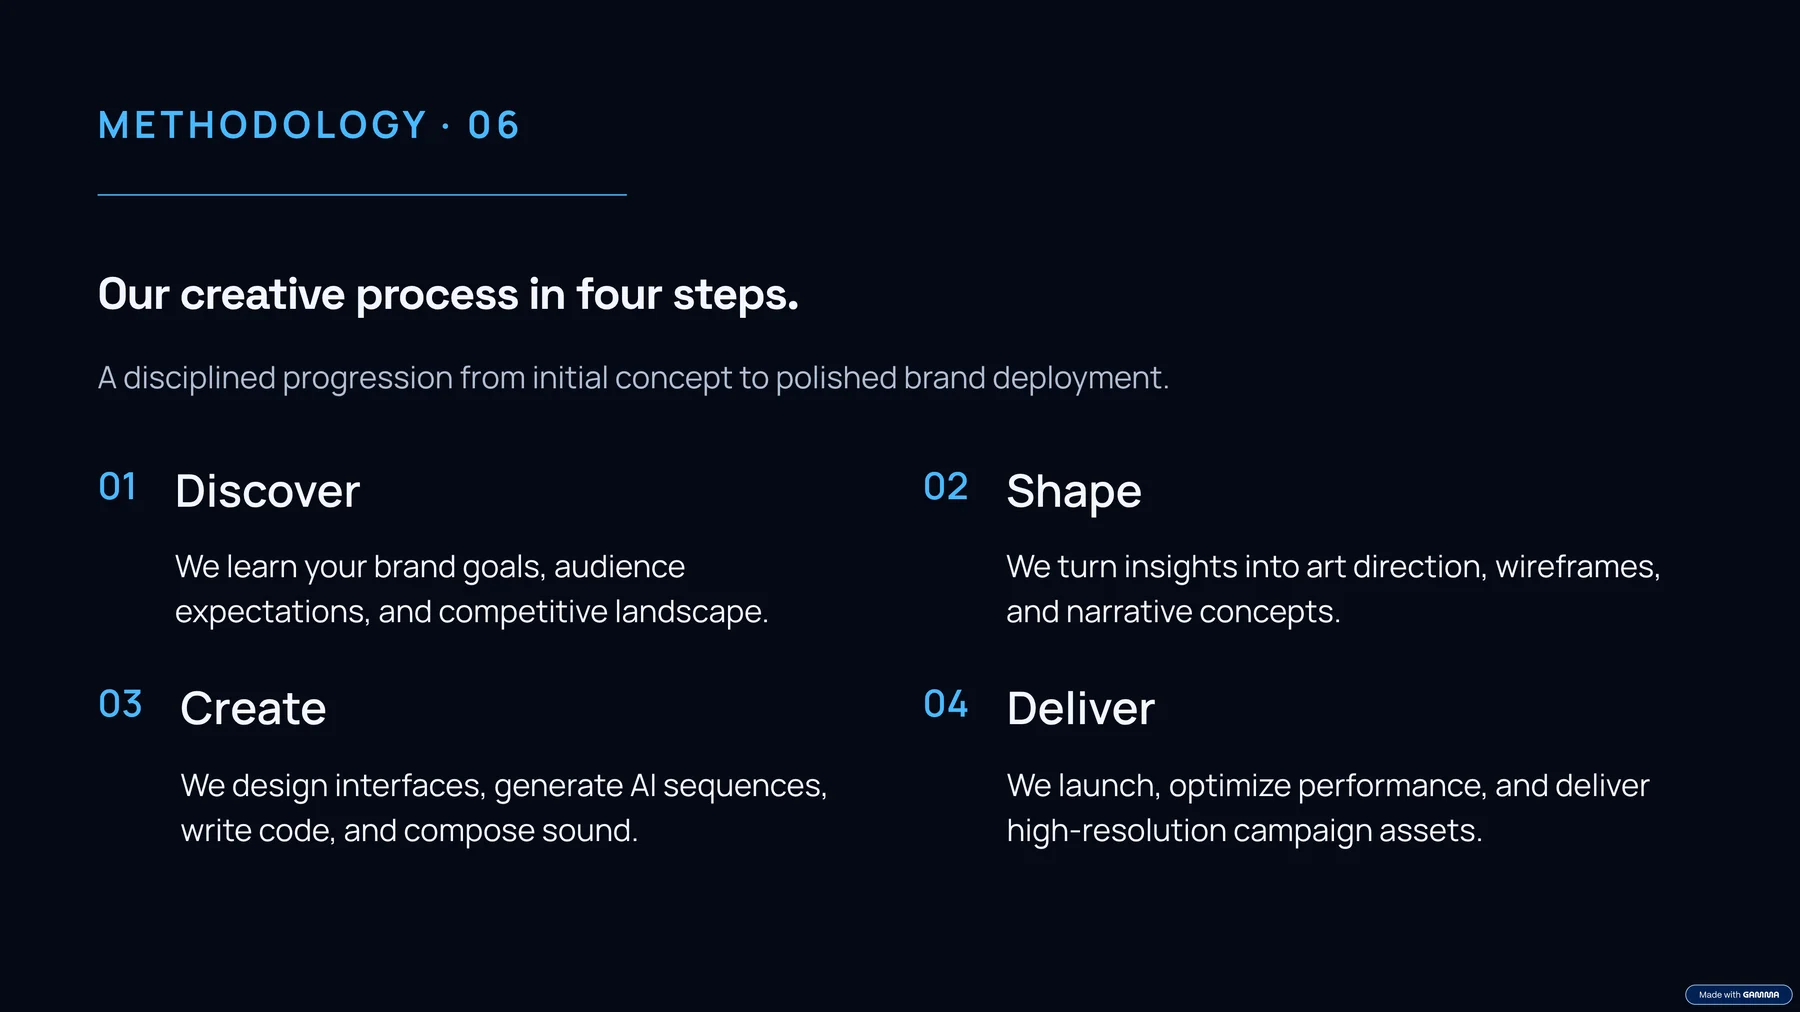 METHODOLOGY · 06
Our creative process in four steps.
A disciplined progression from initial concept to polished brand deployment.
01 Discover
We learn your brand goals, audience
expectations, and competitive landscape.
02 Shape
We turn insights into art direction, wireframes,
and narrative concepts.
03 Create
We design interfaces, generate AI sequences,
write code, and compose sound.
04 Deliver
We launch, optimize performance, and deliver
high-resolution campaign assets.
Made with GAMMA